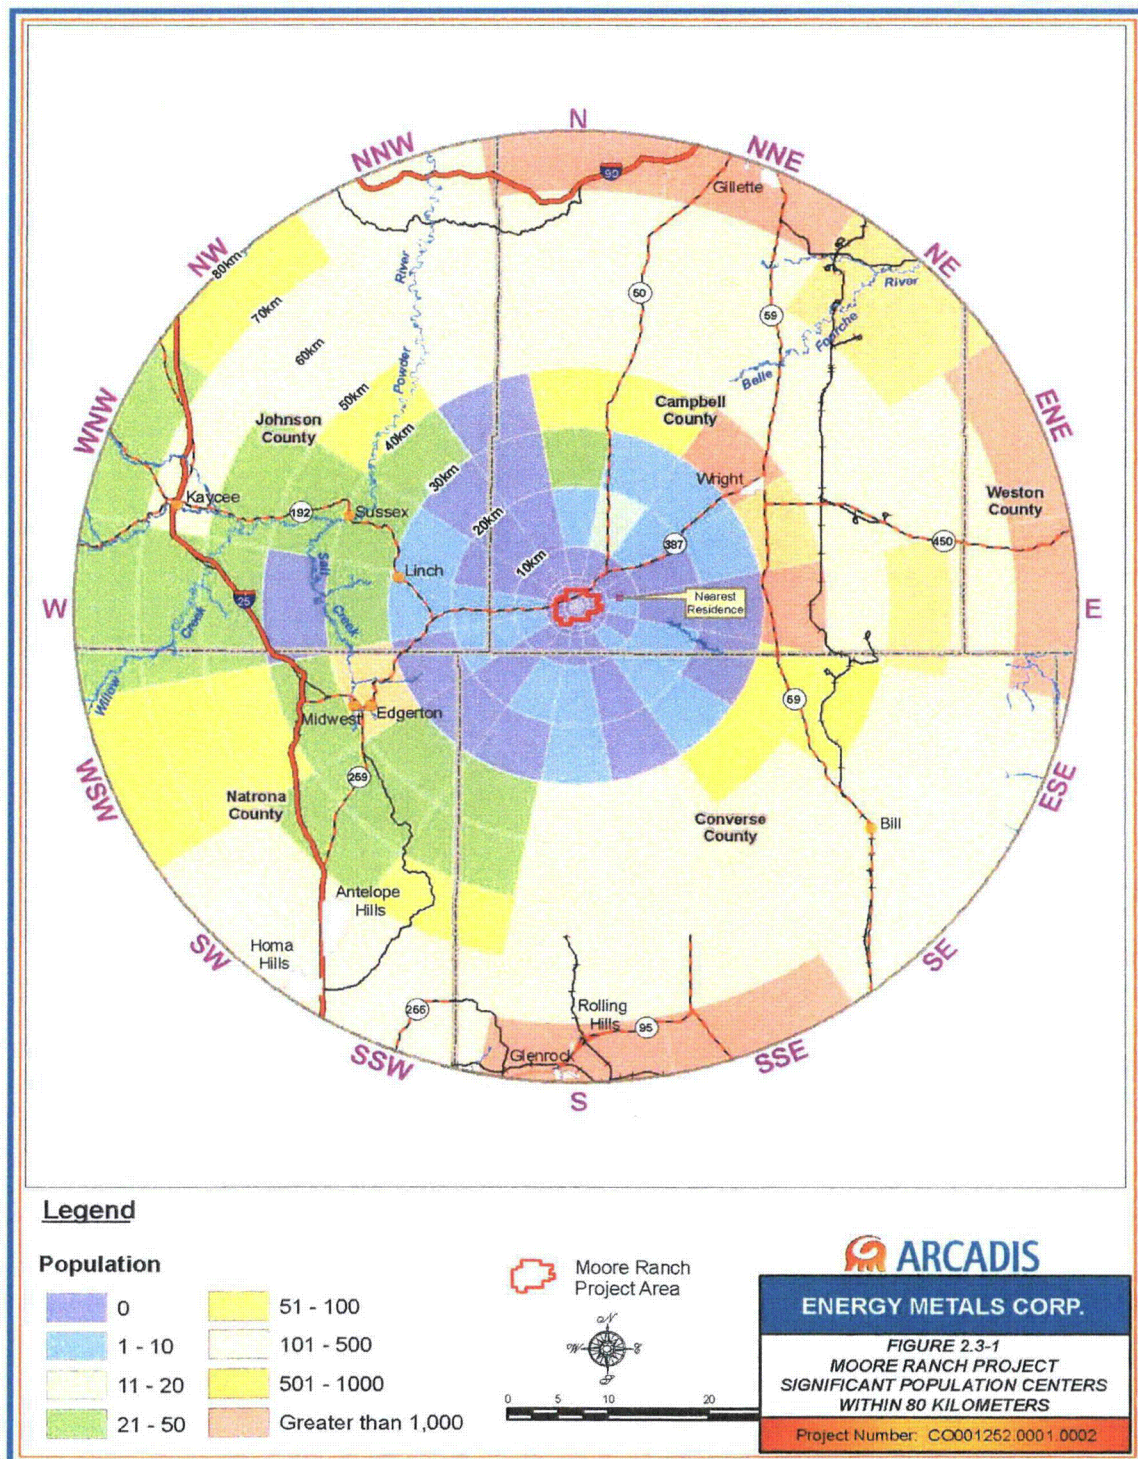 N
NNW
NNE
90
Gillette
NW
80km
NE
River
River
50
70km
59
60km
Fourche
Powder
Belle
50km
WNW
Johnson
County
Campbell
County
ENE
40km
30km
Wright
Weston
County
Kaycee
192
Sussex
20km
387
450
10km
Salt
Linch
Nearest
Residence
25
W
E
Creek
Creek
Willow
59
Midwest
Edgerton
WSW
259
ESE
Natrona
County
Converse
County
Bill
Antelope
Hills
Homa
Hills
SW
SE
Rolling
Hills
95
Glenrock
SSW
SSE
S
Legend
Population
0
1 - 10
11 - 20
21 - 50
51 - 100
101 - 500
501 - 1000
Greater than 1,000
Moore Ranch
Project Area
N
W
E
S
0 5 10 20
ARCADIS
ENERGY METALS CORP.
FIGURE 2.3-1
MOORE RANCH PROJECT
SIGNIFICANT POPULATION CENTERS
WITHIN 80 KILOMETERS
Project Number: CO001252.0001.0002